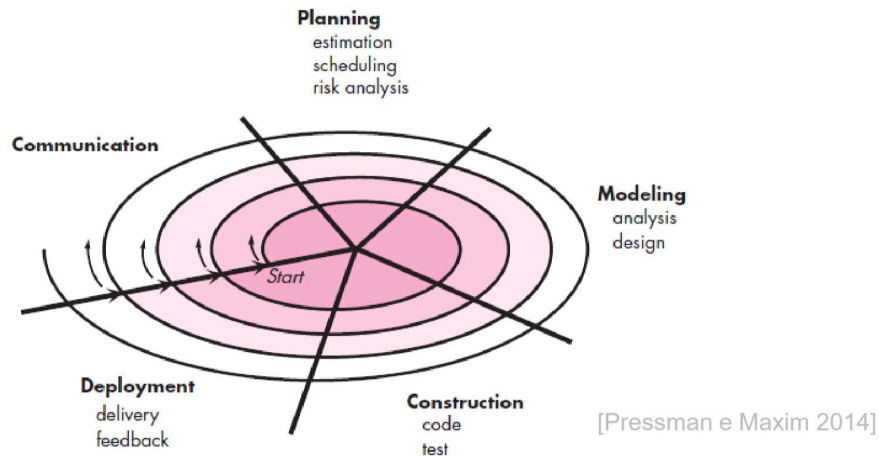 Planning
estimation
scheduling
risk analysis
Communication
Modeling
analysis
design
Start
Deployment
delivery
feedback
Construction
code
test
[Pressman e Maxim 2014]